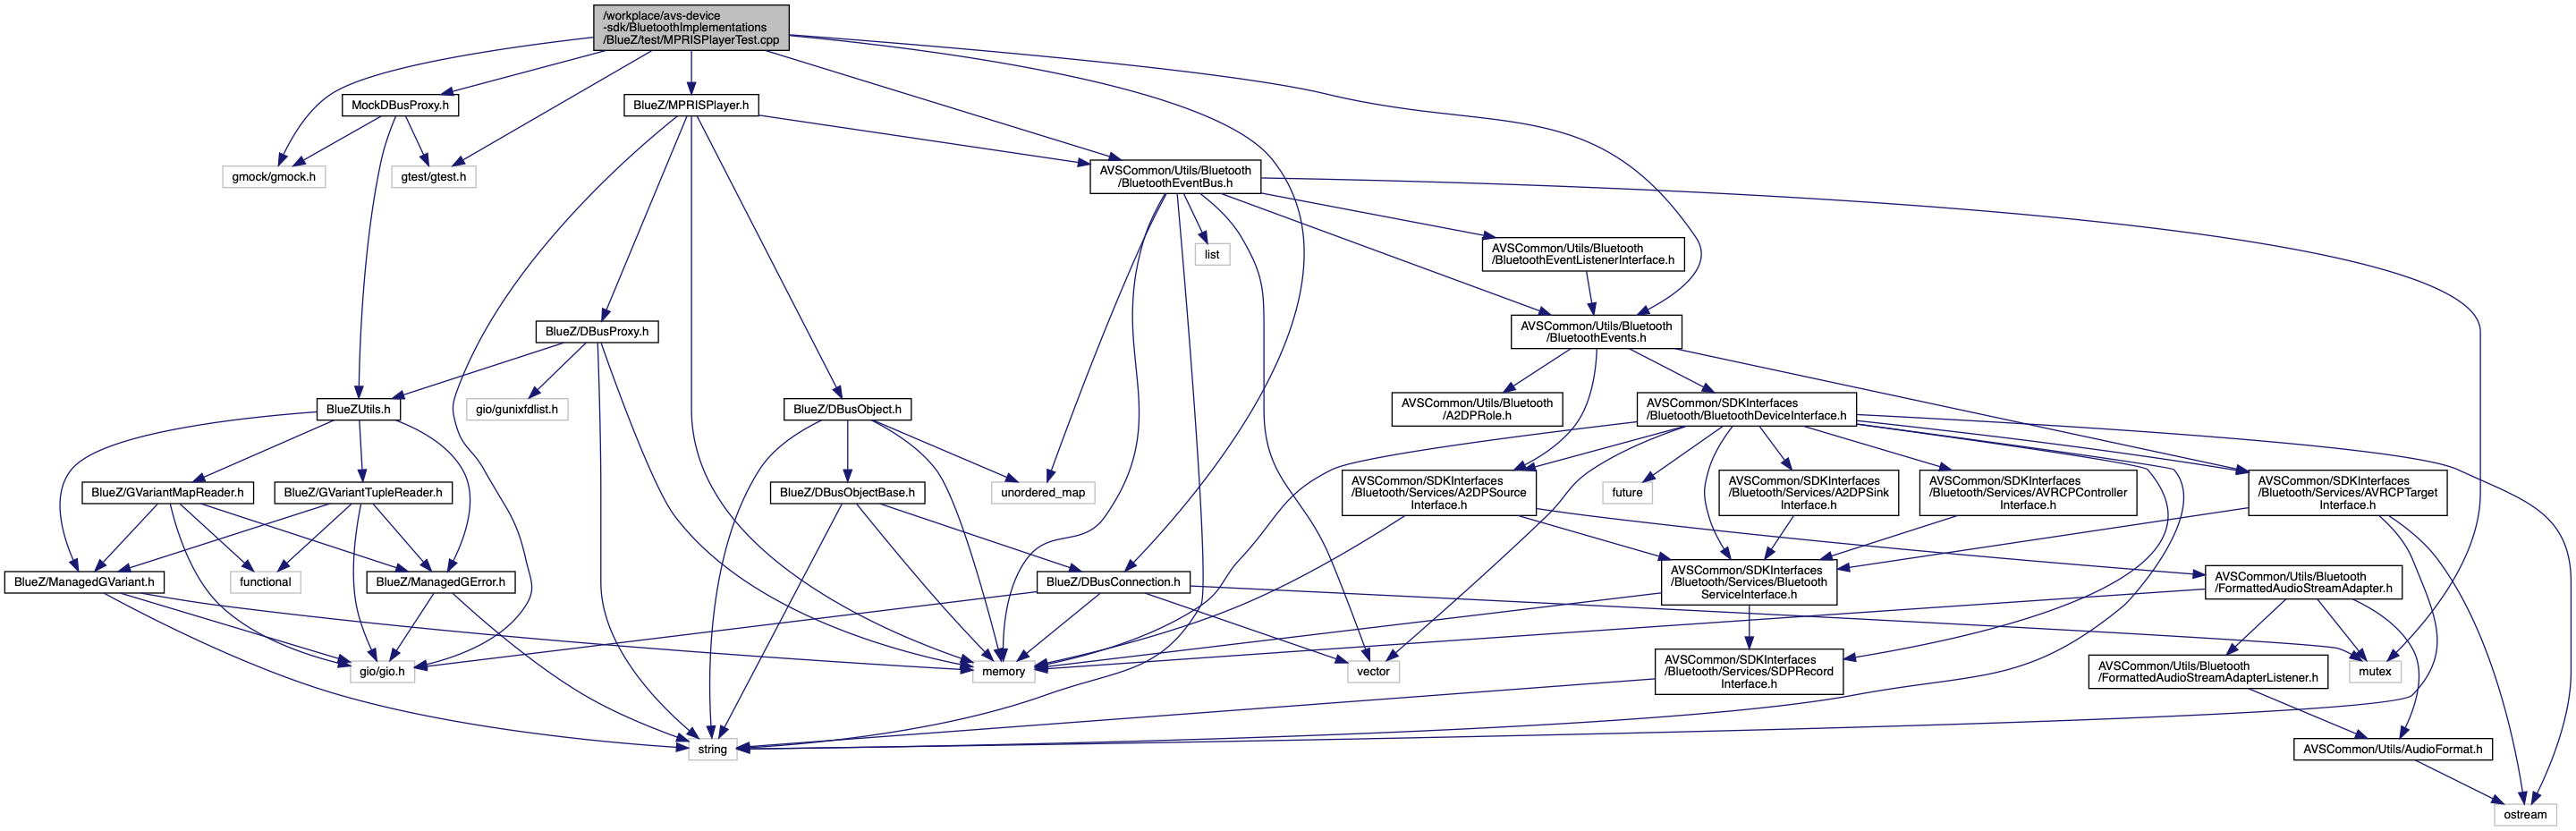 /workplace/avs-device
-sdk/BluetoothImplementations
/BlueZ/test/MPRISPlayerTest.cpp
MockDBusProxy.h
BlueZ/MPRISPlayer.h
gmock/gmock.h
gtest/gtest.h
AVSCommon/Utils/Bluetooth
/BluetoothEventBus.h
list
AVSCommon/Utils/Bluetooth
/BluetoothEventListenerInterface.h
BlueZ/DBusProxy.h
AVSCommon/Utils/Bluetooth
/BluetoothEvents.h
BlueZUtils.h
gio/gunixfdlist.h
BlueZ/DBusObject.h
AVSCommon/Utils/Bluetooth
/A2DPRole.h
AVSCommon/SDKInterfaces
/Bluetooth/BluetoothDeviceInterface.h
BlueZ/GVariantMapReader.h
BlueZ/GVariantTupleReader.h
BlueZ/DBusObjectBase.h
unordered_map
AVSCommon/SDKInterfaces
/Bluetooth/Services/A2DPSource
Interface.h
future
AVSCommon/SDKInterfaces
/Bluetooth/Services/A2DPSink
Interface.h
AVSCommon/SDKInterfaces
/Bluetooth/Services/AVRCPController
Interface.h
AVSCommon/SDKInterfaces
/Bluetooth/Services/AVRCPTarget
Interface.h
BlueZ/ManagedGVariant.h
functional
BlueZ/ManagedGError.h
BlueZ/DBusConnection.h
AVSCommon/SDKInterfaces
/Bluetooth/Services/Bluetooth
ServiceInterface.h
AVSCommon/Utils/Bluetooth
/FormattedAudioStreamAdapter.h
gio/gio.h
memory
vector
AVSCommon/SDKInterfaces
/Bluetooth/Services/SDPRecord
Interface.h
AVSCommon/Utils/Bluetooth
/FormattedAudioStreamAdapterListener.h
mutex
string
AVSCommon/Utils/AudioFormat.h
ostream